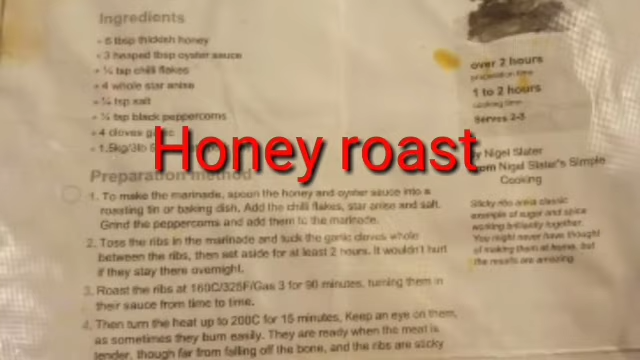 Ingredients
• 6 tbsp thickish honey
• 3 heaped tbsp oyster sauce
• ½ tsp chilli flakes
• 4 whole star anise
• tsp salt
• tsp black peppercorns
• 4 cloves
• 1.5kg/3lb
Honey roast
Preparation method
1. To make the marinade, spoon the honey and oyster sauce into a
roasting tin or baking dish. Add the chilli flakes, star anise and salt.
Grind the peppercorns and add them to the marinade.
2. Toss the ribs in the marinade and tuck the garlic cloves whole
between the ribs, then set aside for at least 2 hours. It wouldn't hurt
if they stay there overnight.
3. Roast the ribs at 160C/325F/Gas 3 for 90 minutes, turning them in
their sauce from time to time.
4. Then turn the heat up to 200C for 15 minutes. Keep an eye on them,
as sometimes they burn easily. They are ready when the meat is
tender, though far from falling off the bone, and the ribs are sticky
over 2 hours
preparation time
1 to 2 hours
cooking time
Serves 2-3
Nigel Slater
From Nigel Slater's Simple
Cooking
Sticky ribs are a classic
example of sugar and spice
working brilliantly together.
You might never have thought
of making them at home, but
the results are amazing.